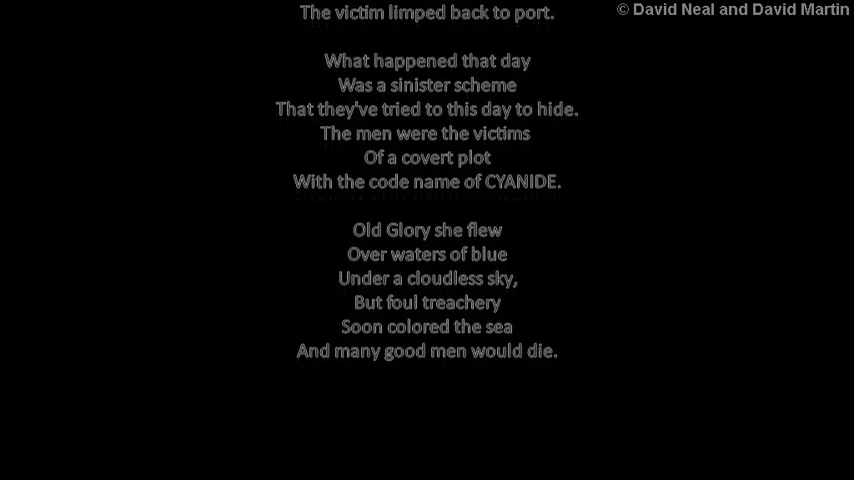 The victim limped back to port.
© David Neal and David Martin
What happened that day
Was a sinister scheme
That they've tried to this day to hide.
The men were the victims
Of a covert plot
With the code name of CYANIDE.
Old Glory she flew
Over waters of blue
Under a cloudless sky,
But foul treachery
Soon colored the sea
And many good men would die.